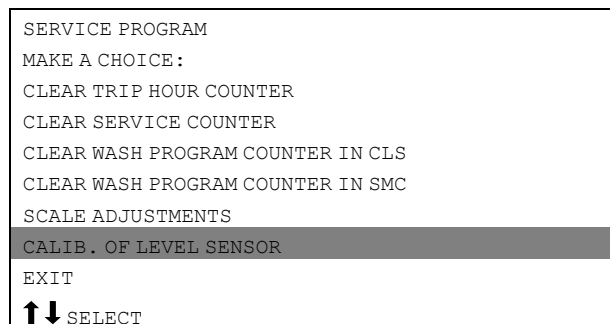 SERVICE PROGRAM
MAKE A CHOICE:
CLEAR TRIP HOUR COUNTER
CLEAR SERVICE COUNTER
CLEAR WASH PROGRAM COUNTER IN CLS
CLEAR WASH PROGRAM COUNTER IN SMC
SCALE ADJUSTMENTS
CALIB. OF LEVEL SENSOR
EXIT
⬆⬇ SELECT